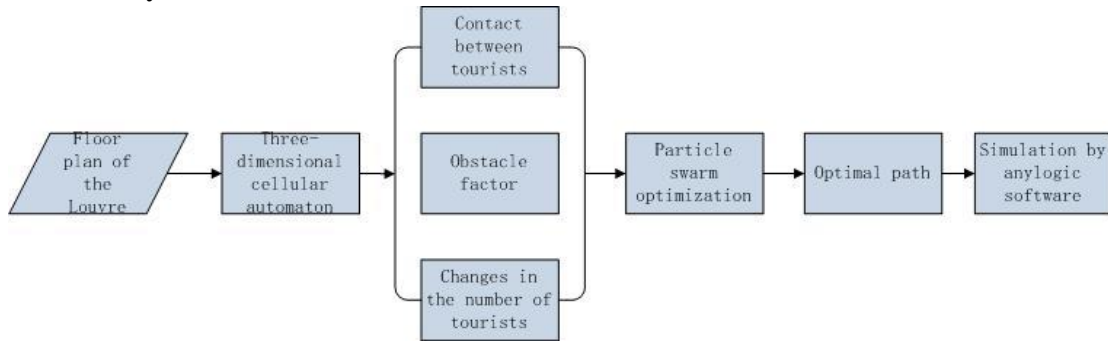 Contact
between
tourists
Floor
plan of
the
Louvre
Three-
dimensional
cellular
automaton
Obstacle
factor
Particle
swarm
optimization
Optimal path
Simulation by
anylogic
software
Changes in
the number of
tourists